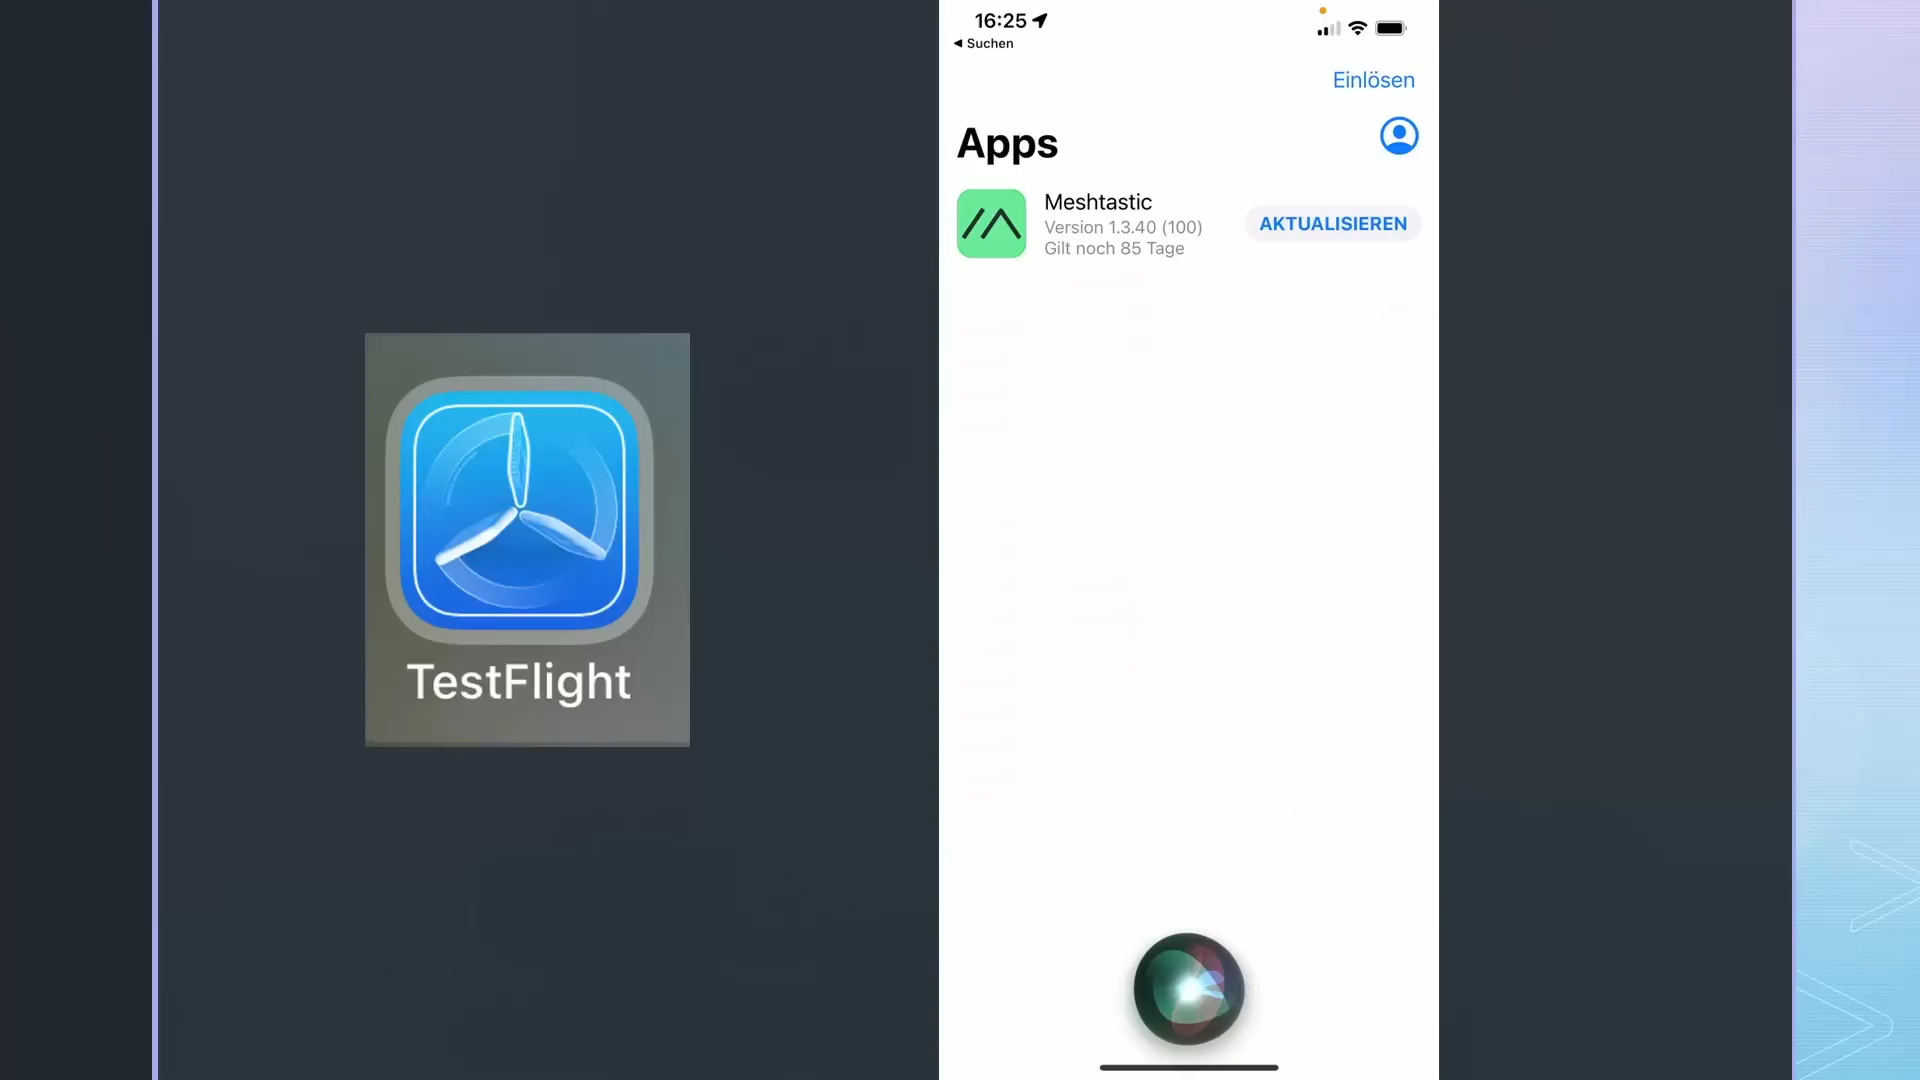 TestFlight
16:25
◀ Suchen
Einlösen
Apps
Meshtastic
Version 1.3.40 (100)
Gilt noch 85 Tage
AKTUALISIEREN